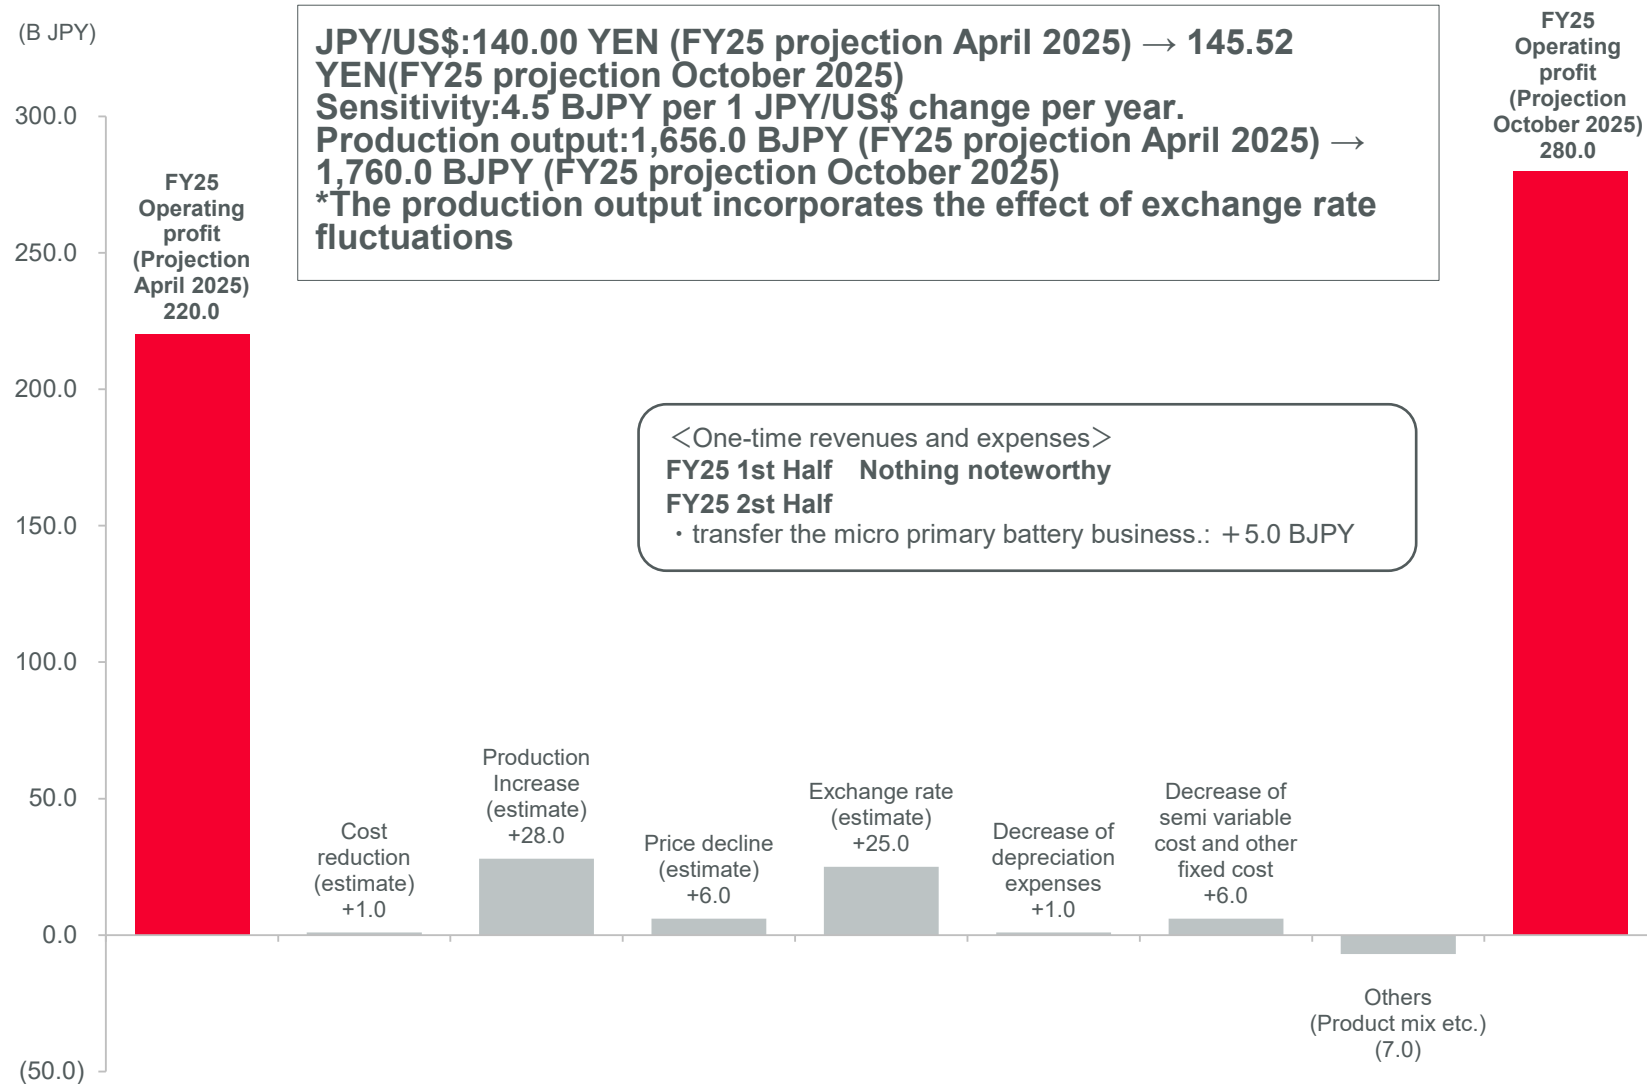 (B JPY)
JPY/US$:140.00 YEN (FY25 projection April 2025) → 145.52
YEN(FY25 projection October 2025)
Sensitivity:4.5 BJPY per 1 JPY/US$ change per year.
Production output:1,656.0 BJPY (FY25 projection April 2025) →
1,760.0 BJPY (FY25 projection October 2025)
*The production output incorporates the effect of exchange rate
fluctuations
FY25
Operating
profit
(Projection
October 2025)
280.0
300.0
250.0
200.0
150.0
100.0
50.0
0.0
(50.0)
FY25
Operating
profit
(Projection
April 2025)
220.0
＜One-time revenues and expenses＞
FY25 1st Half Nothing noteworthy
FY25 2st Half
・transfer the micro primary battery business.: ＋5.0 BJPY
Cost
reduction
(estimate)
+1.0
Production
Increase
(estimate)
+28.0
Price decline
(estimate)
+6.0
Exchange rate
(estimate)
+25.0
Decrease of
depreciation
expenses
+1.0
Decrease of
semi variable
cost and other
fixed cost
+6.0
Others
(Product mix etc.)
(7.0)